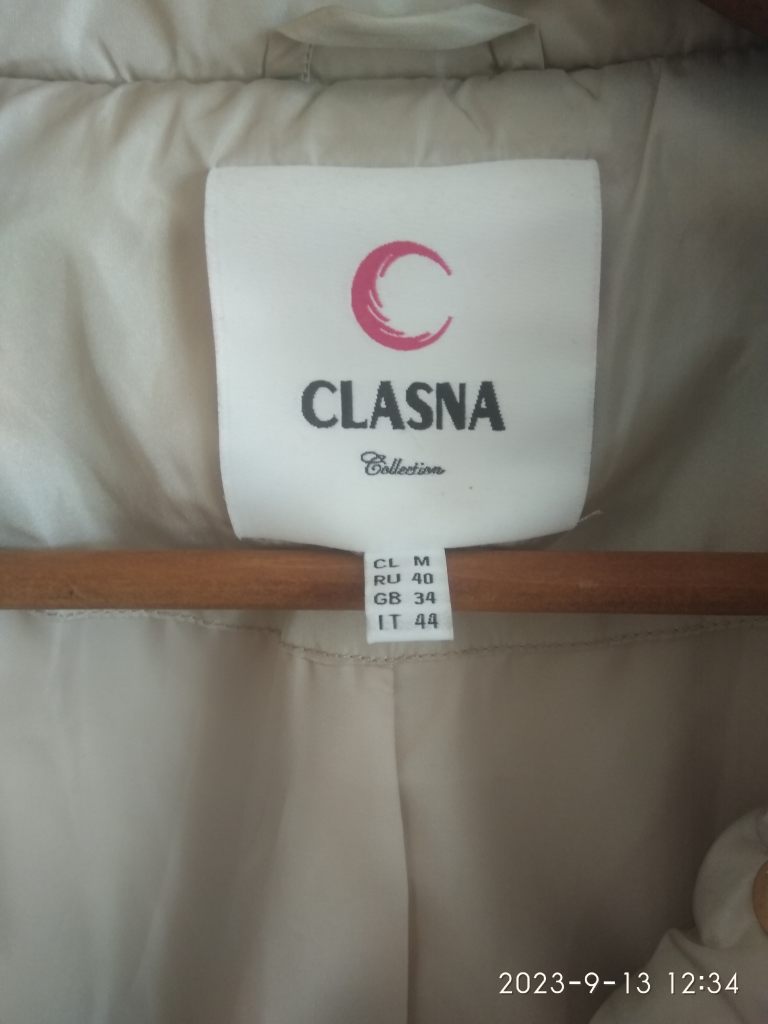 CLASNA
Collection
CL M
RU 40
GB 34
IT 44
2023-9-13 12:34